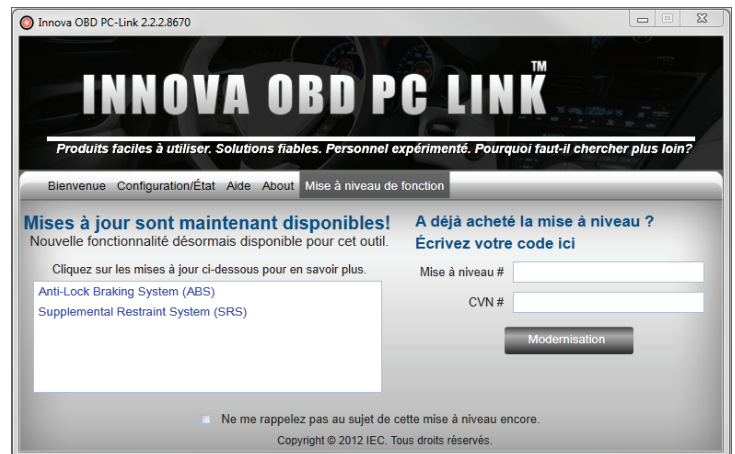 Innova OBD PC-Link 2.2.2.8670
INNOVA OBD PC LINK™
Produits faciles à utiliser. Solutions fiables. Personnel expérimenté. Pourquoi faut-il chercher plus loin?
Bienvenue Configuration/État Aide About Mise à niveau de fonction
Mises à jour sont maintenant disponibles!
Nouvelle fonctionnalité désormais disponible pour cet outil.
Cliquez sur les mises à jour ci-dessous pour en savoir plus.
Anti-Lock Braking System (ABS)
Supplemental Restraint System (SRS)
A déjà acheté la mise à niveau ?
Écrivez votre code ici
Mise à niveau #
CVN #
Modernisation
Ne me rappelez pas au sujet de cette mise à niveau encore.
Copyright © 2012 IEC. Tous droits réservés.